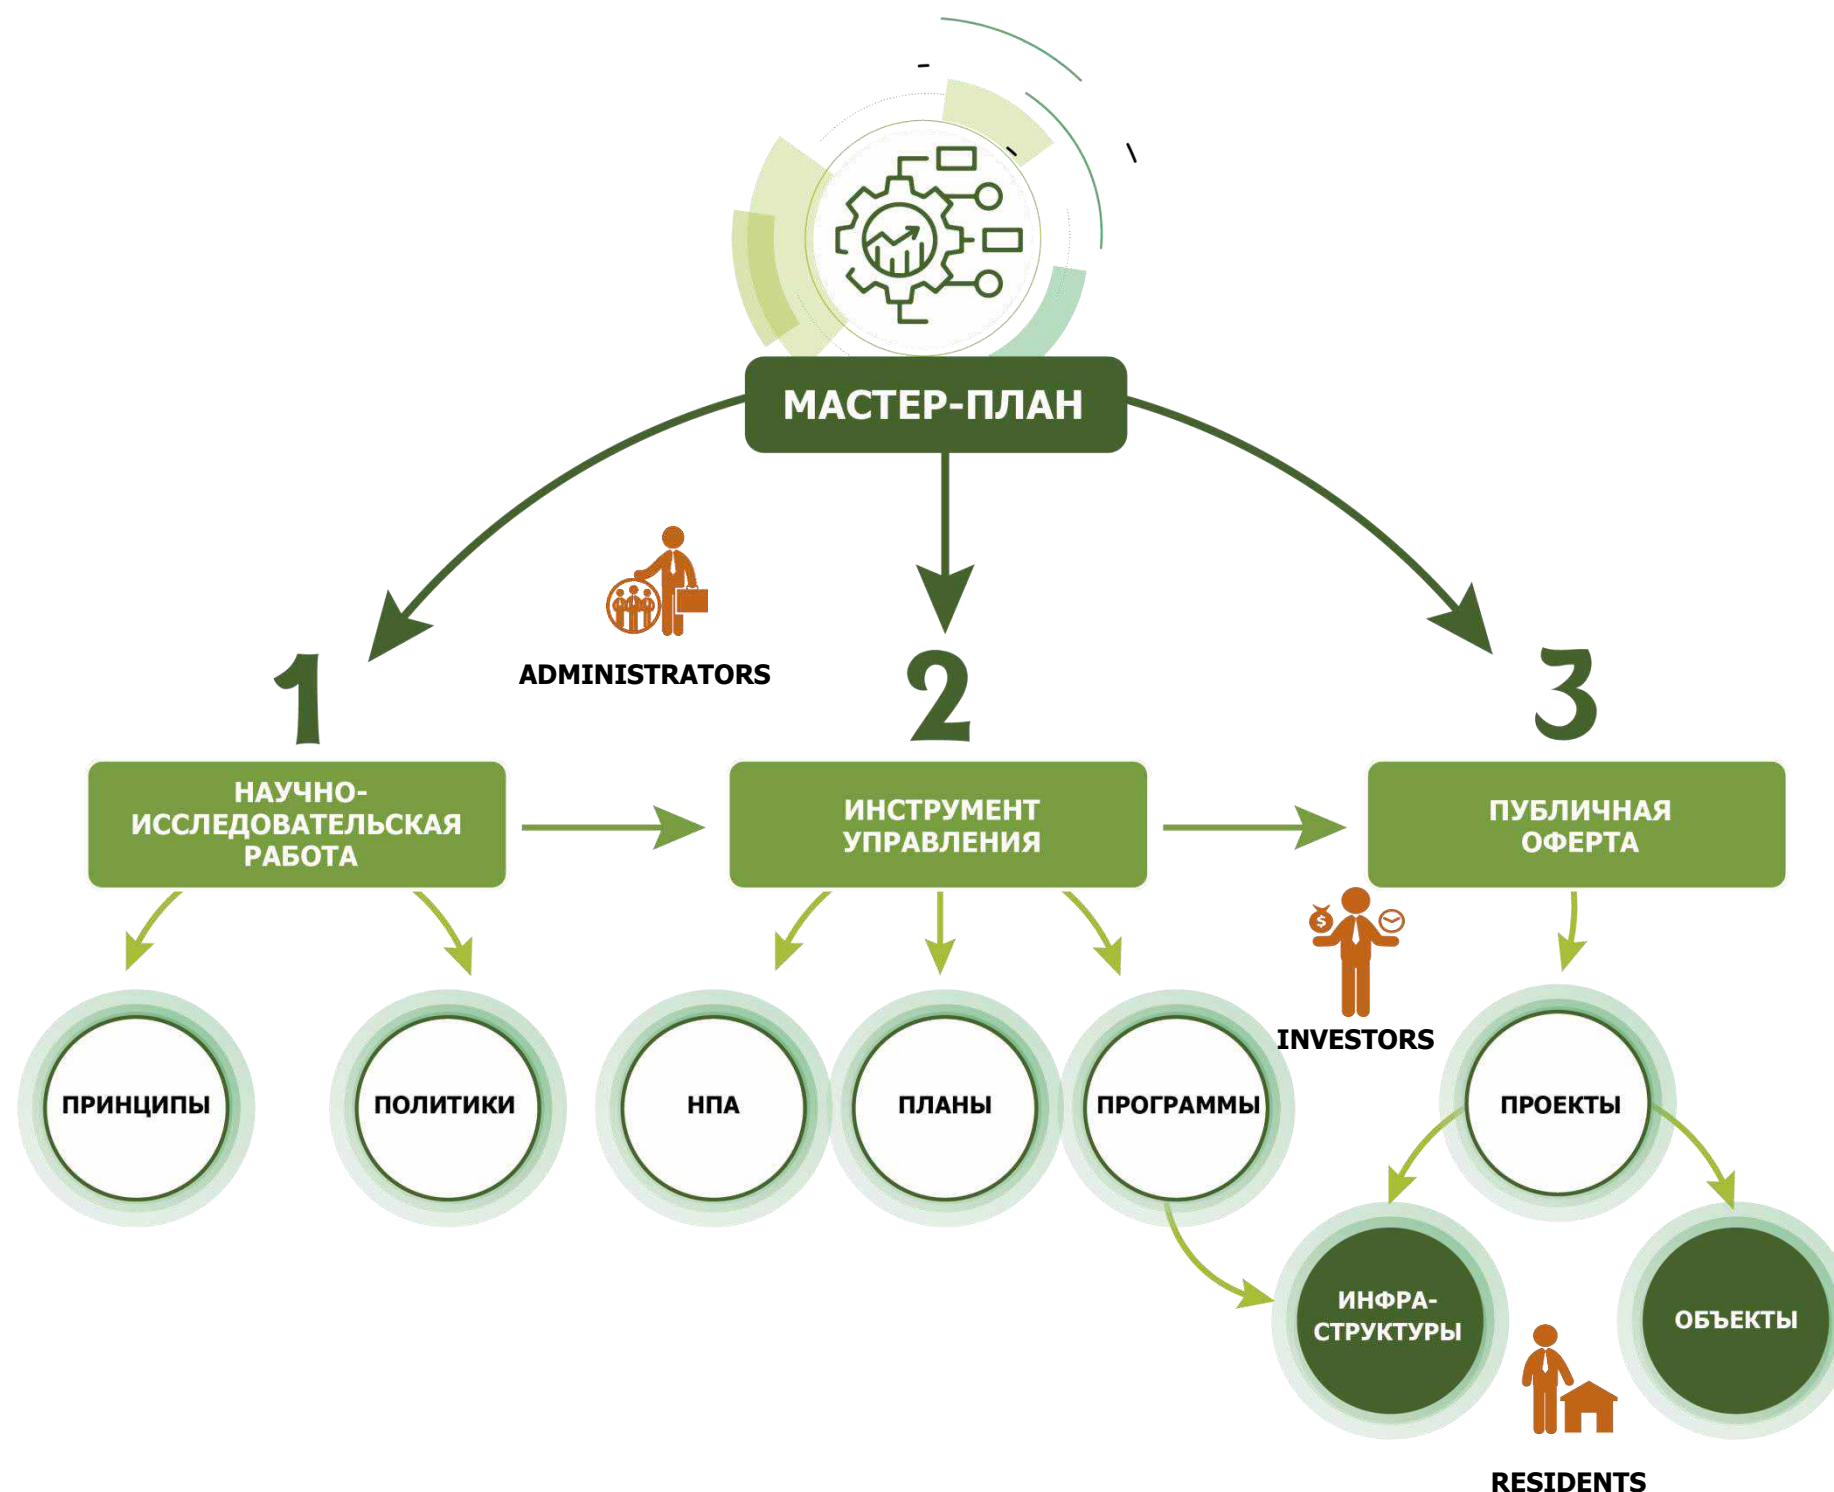 МАСТЕР-ПЛАН
ADMINISTRATORS
1
2
3
НАУЧНО-
ИССЛЕДОВАТЕЛЬСКАЯ
РАБОТА
ИНСТРУМЕНТ
УПРАВЛЕНИЯ
ПУБЛИЧНАЯ
ОФЕРТА
$
INVESTORS
ПРИНЦИПЫ
ПОЛИТИКИ
НПА
ПЛАНЫ
ПРОГРАММЫ
ПРОЕКТЫ
ИНФРА-
СТРУКТУРЫ
ОБЪЕКТЫ
RESIDENTS